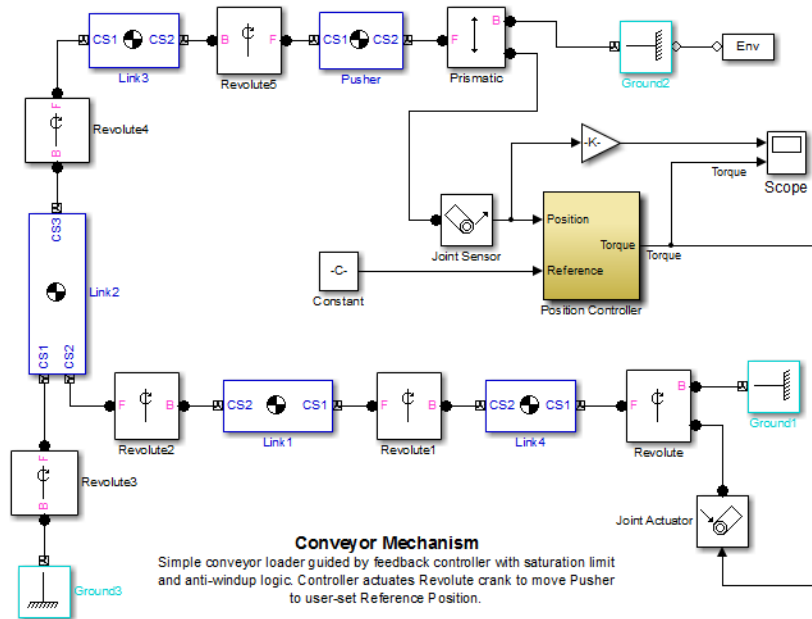 CS1 CS2
Link3
B F
Revolute5
CS1 CS2
Pusher
F B
Prismatic
Ground2
Env
F
B
Revolute4
-K-
Torque
Scope
CS3
CS1
CS2
Link2
Joint Sensor
Position
Reference
Torque
Position Controller
Torque
-C-
Constant
F B
Revolute2
CS2 CS1
Link1
F B
Revolute1
CS2 CS1
Link4
F B
Revolute
Ground1
F
B
Revolute3
Ground3
Joint Actuator
Conveyor Mechanism
Simple conveyor loader guided by feedback controller with saturation limit
and anti-windup logic. Controller actuates Revolute crank to move Pusher
to user-set Reference Position.